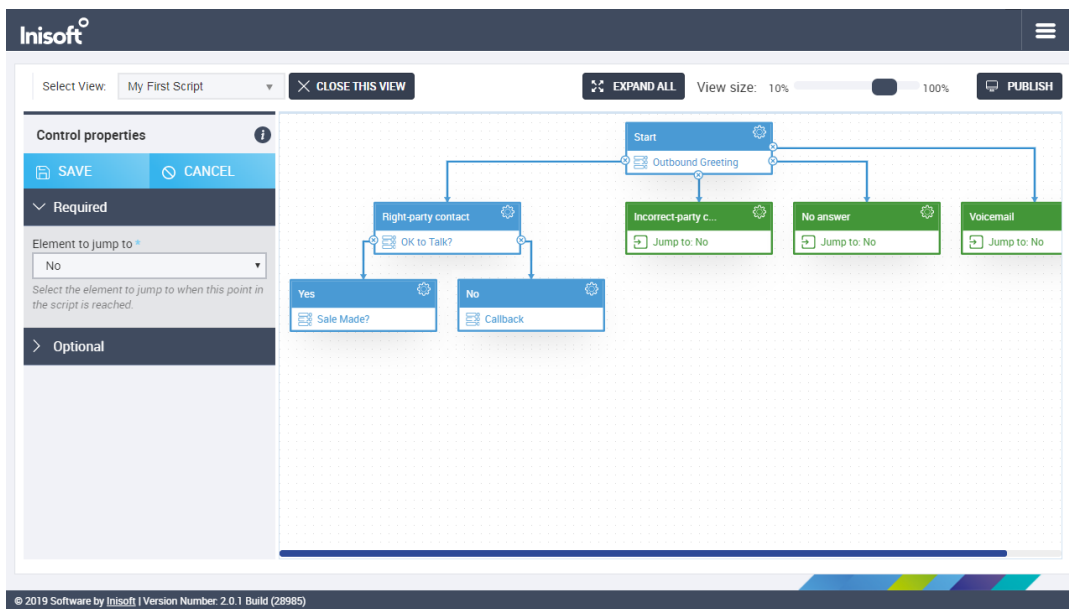 Inisoft
Select View: My First Script
CLOSE THIS VIEW
EXPAND ALL
View size: 10% 100%
PUBLISH
Control properties
SAVE
CANCEL
Required
Element to jump to *
No
Select the element to jump to when this point in
the script is reached.
Optional
Start
Outbound Greeting
Right-party contact
OK to Talk?
Incorrect-party c...
Jump to: No
No answer
Jump to: No
Voicemail
Jump to: No
Yes
Sale Made?
No
Callback
© 2019 Software by Inisoft | Version Number: 2.0.1 Build (28985)